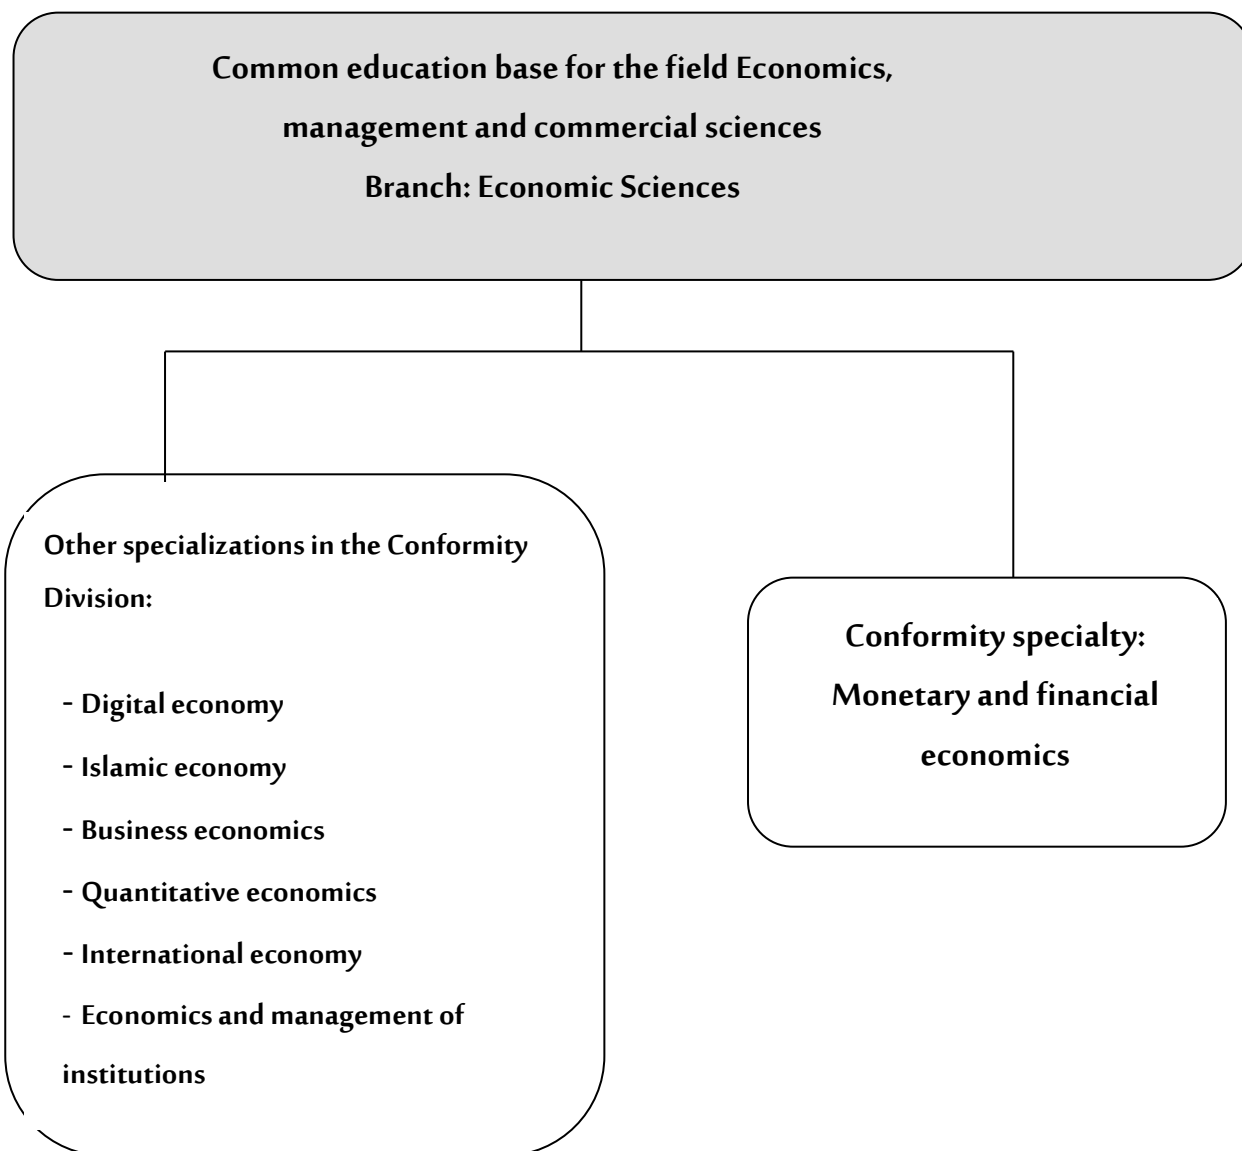 Common education base for the field Economics,
management and commercial sciences
Branch: Economic Sciences
Other specializations in the Conformity
Division:
- Digital economy
- Islamic economy
- Business economics
- Quantitative economics
- International economy
- Economics and management of
institutions
Conformity specialty:
Monetary and financial
economics